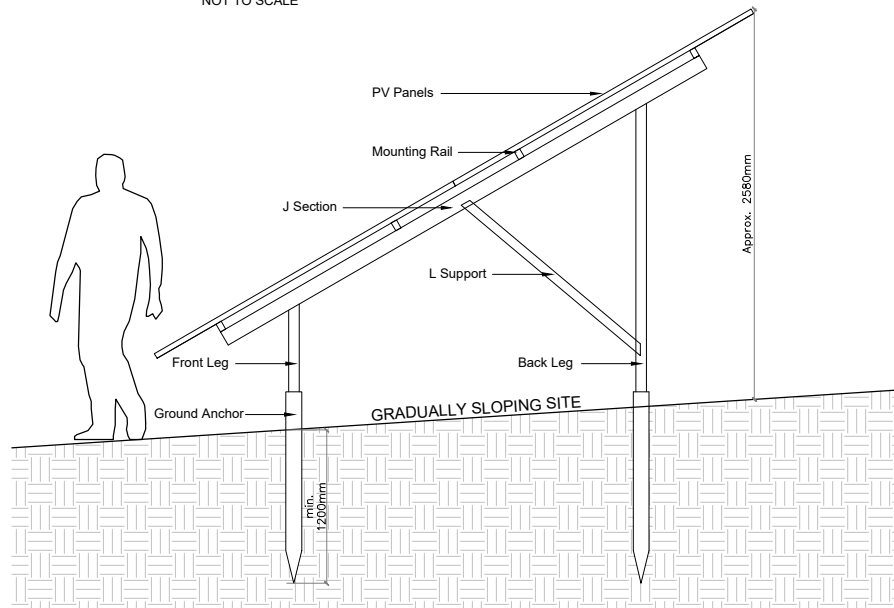 NOT TO SCALE
PV Panels
Mounting Rail
J Section
Approx. 2580mm
L Support
Front Leg
Back Leg
Ground Anchor
GRADUALLY SLOPING SITE
min.
1200mm